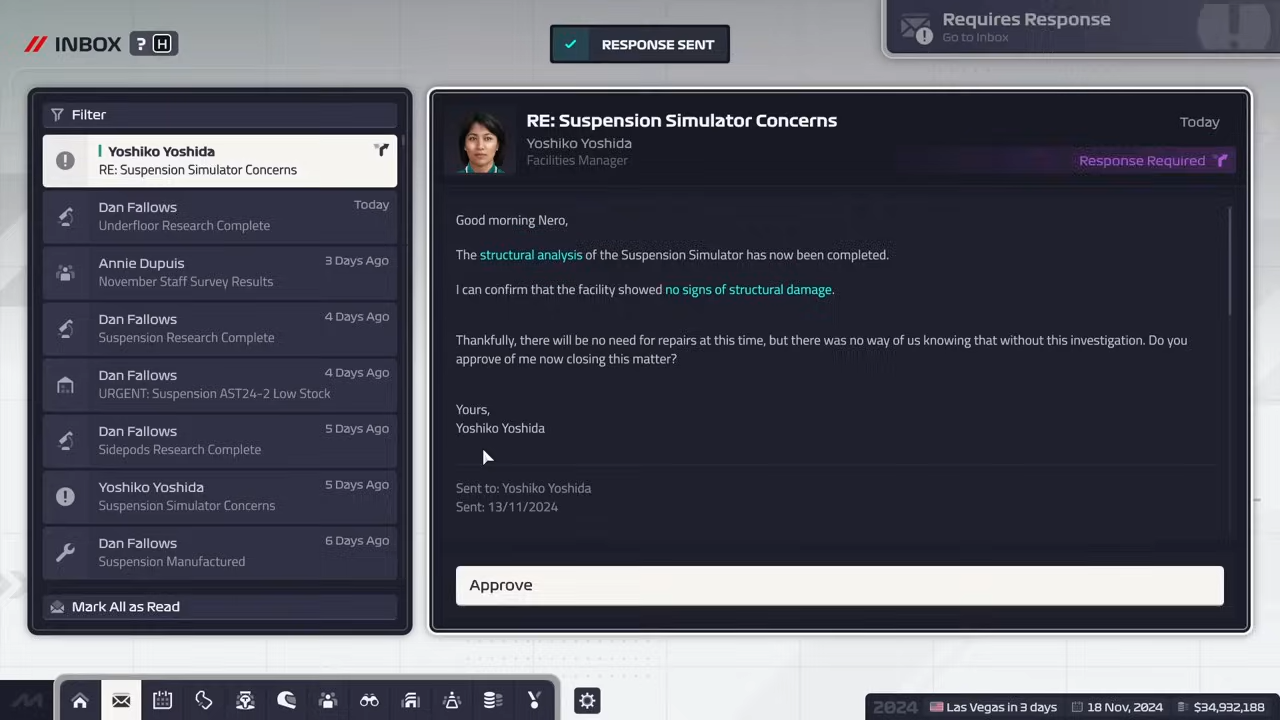 INBOX ? H
RESPONSE SENT
Requires Response
Go to Inbox
Filter
Yoshiko Yoshida
RE: Suspension Simulator Concerns
Dan Fallows
Today
Underfloor Research Complete
Annie Dupuis
3 Days Ago
November Staff Survey Results
Dan Fallows
4 Days Ago
Suspension Research Complete
Dan Fallows
4 Days Ago
URGENT: Suspension AST24-2 Low Stock
Dan Fallows
5 Days Ago
Sidepods Research Complete
Yoshiko Yoshida
5 Days Ago
Suspension Simulator Concerns
Dan Fallows
6 Days Ago
Suspension Manufactured
Mark All as Read
RE: Suspension Simulator Concerns
Today
Yoshiko Yoshida
Facilities Manager
Response Required
Good morning Nero,
The structural analysis of the Suspension Simulator has now been completed.
I can confirm that the facility showed no signs of structural damage.
Thankfully, there will be no need for repairs at this time, but there was no way of us knowing that without this investigation. Do you
approve of me now closing this matter?
Yours,
Yoshiko Yoshida
Sent to: Yoshiko Yoshida
Sent: 13/11/2024
Approve
2024 Las Vegas in 3 days 18 Nov, 2024 $34,932,188